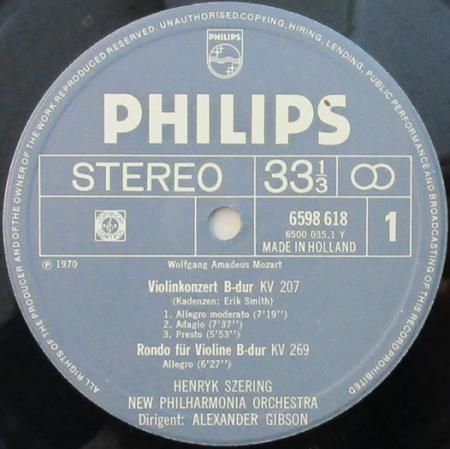 ALL RIGHTS OF THE PRODUCER AND OF THE OWNER OF THE WORK REPRODUCED RESERVED. UNAUTHORISED COPYING, HIRING, LENDING, PUBLIC PERFORMANCE AND BROADCASTING OF THIS RECORD PROHIBITED
PHILIPS
PHILIPS
STEREO 33 1/3
6598 618
6500 035.1 Y
MADE IN HOLLAND
1
℗ 1970
Wolfgang Amadeus Mozart
Violinkonzert B-dur KV 207
(Kadenzen: Erik Smith)
1. Allegro moderato (7'19'')
2. Adagio (7'37'')
3. Presto (5'53'')
Rondo für Violine B-dur KV 269
Allegro (6'27'')
HENRYK SZERING
NEW PHILHARMONIA ORCHESTRA
Dirigent: ALEXANDER GIBSON